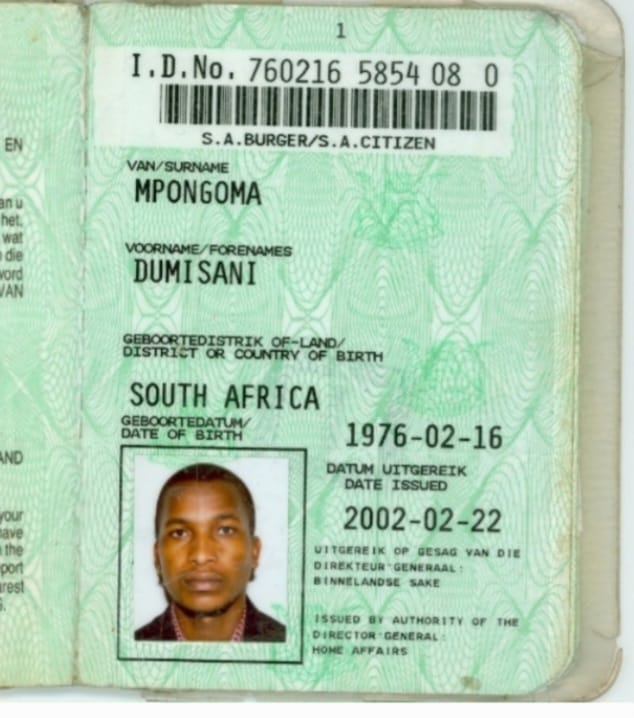 1
I.D.No. 760216 5854 08 0
S.A.BURGER/S.A.CITIZEN
VAN/SURNAME
MPONGOMA
VOORNAME/FORENAMES
DUMISANI
GEBOORTEDISTRIK OF-LAND/
DISTRICT OR COUNTRY OF BIRTH
SOUTH AFRICA
GEBOORTEDATUM/
DATE OF BIRTH
1976-02-16
DATUM UITGEREIK
DATE ISSUED
2002-02-22
UITGEREIK OP GESAG VAN DIE
DIREKTEUR-GENERAAL:
BINNELANDSE SAKE
ISSUED BY AUTHORITY OF THE
DIRECTOR-GENERAL:
HOME AFFAIRS
EN
het.
wat
die
VAN
your
the